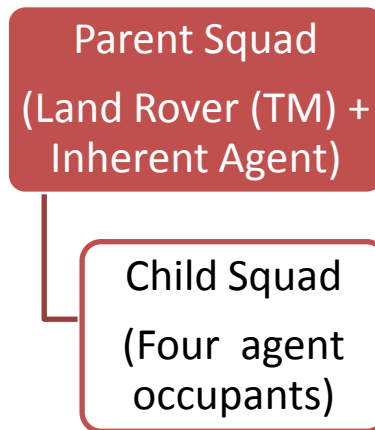 Parent Squad
(Land Rover (TM) +
Inherent Agent)
Child Squad
(Four agent
occupants)